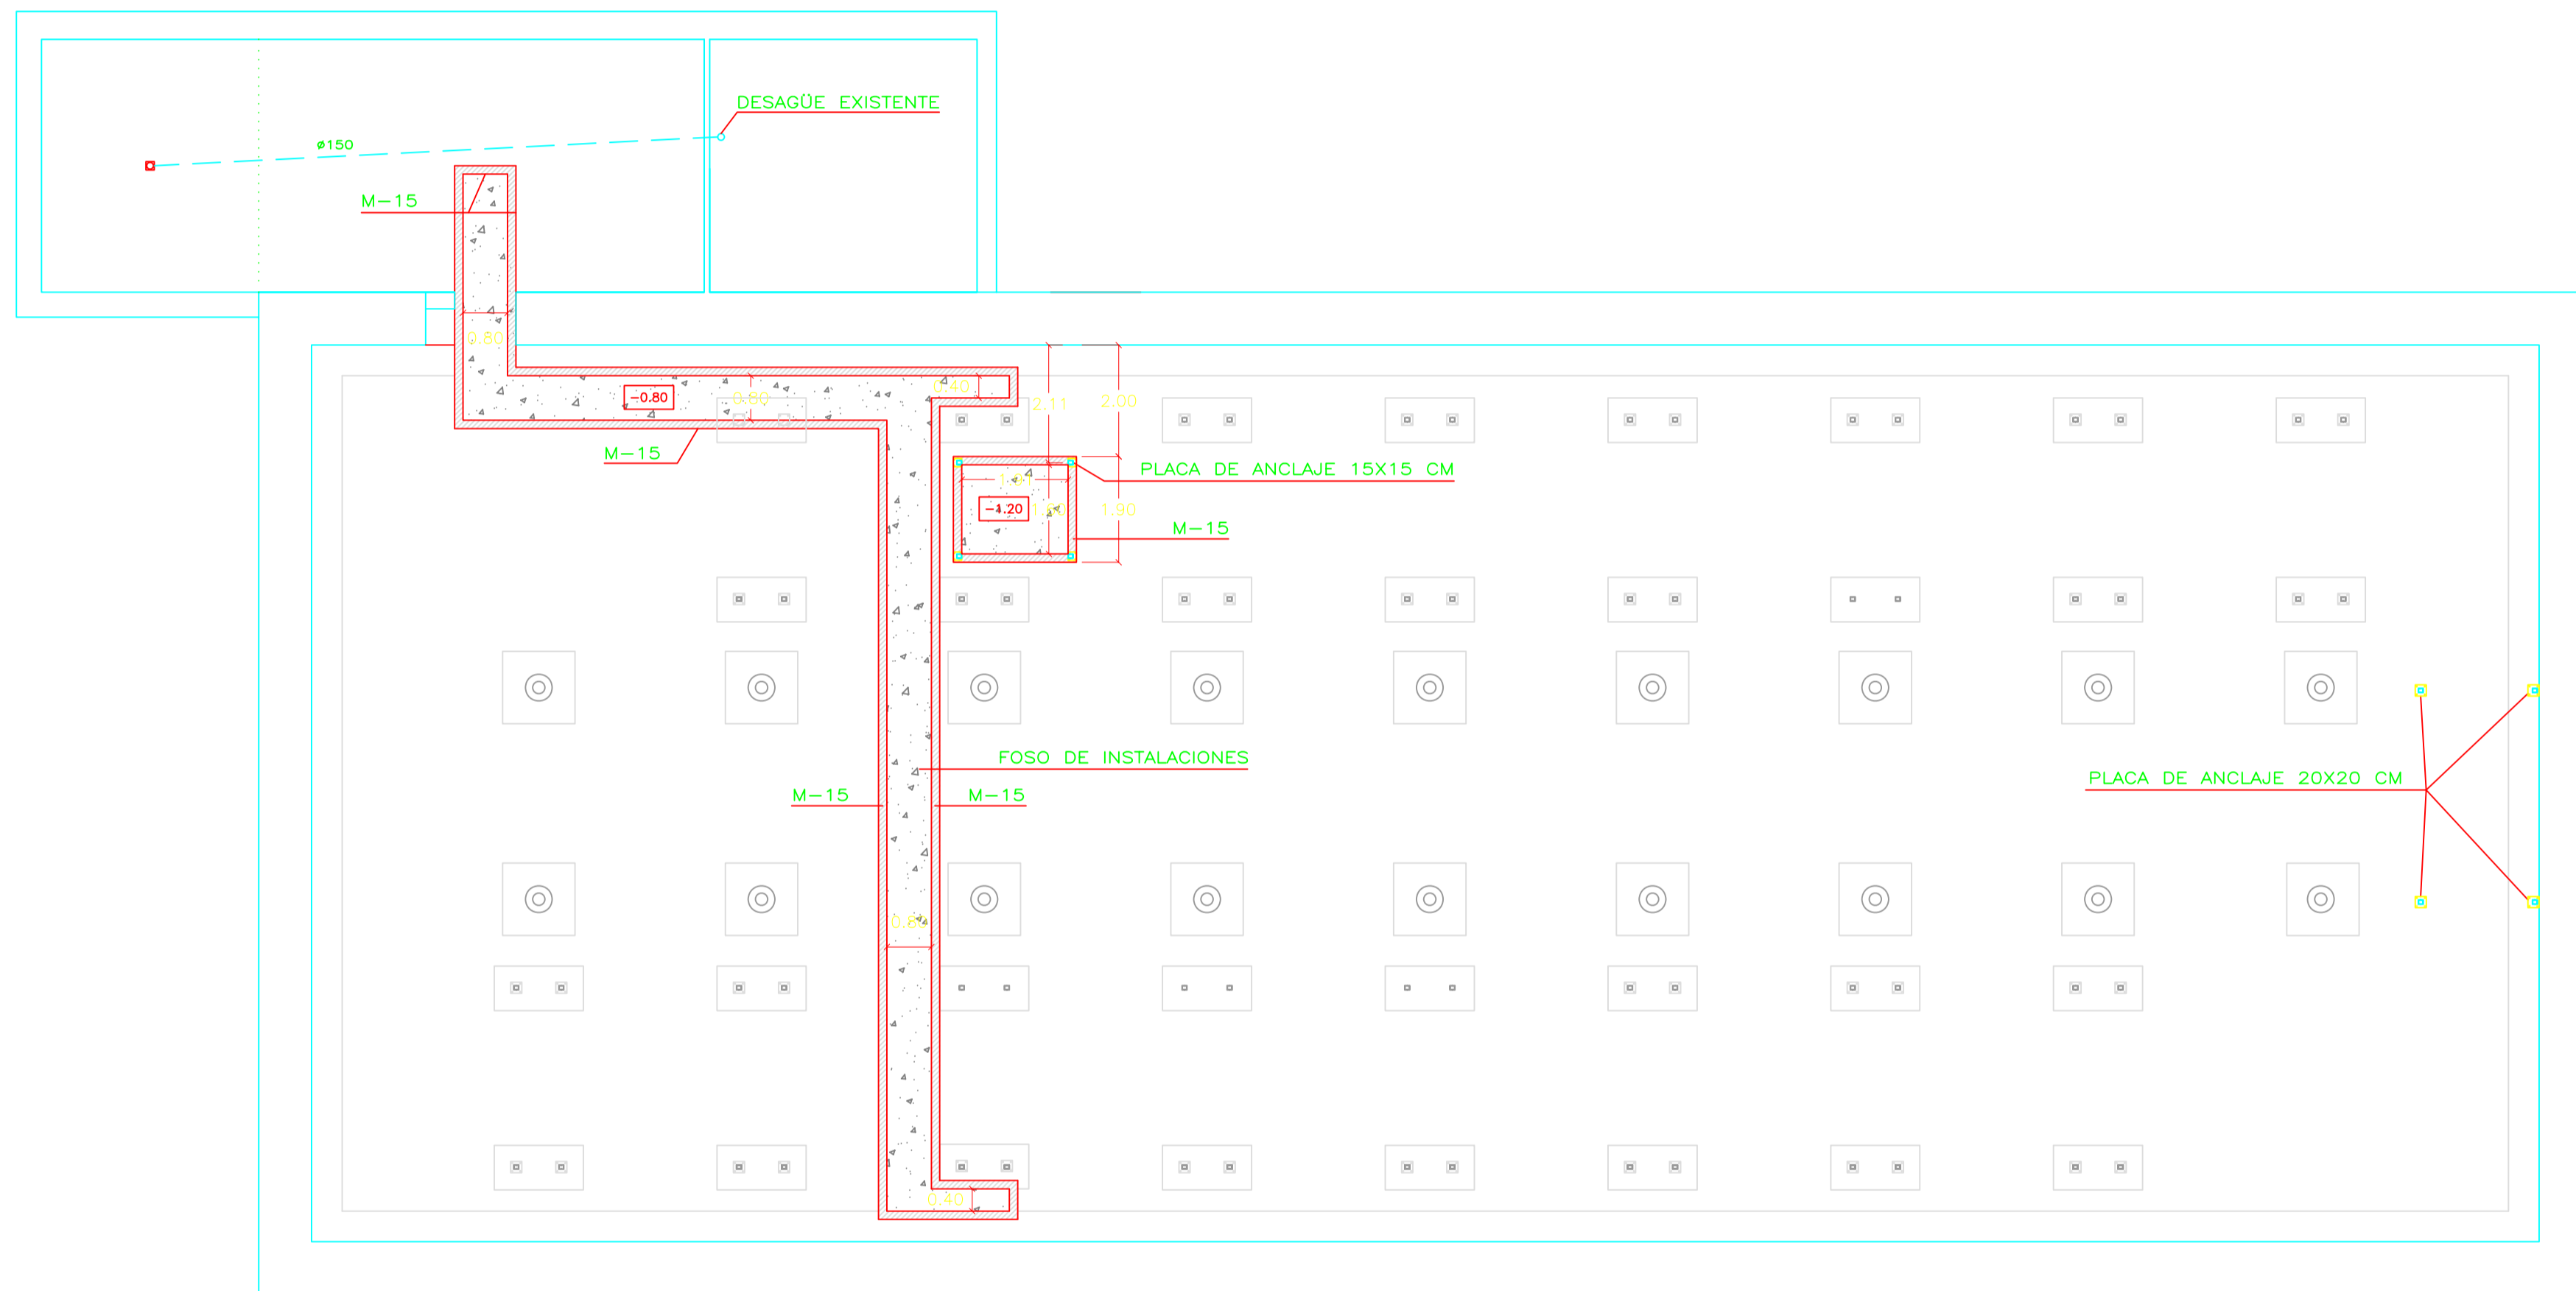 DESAGÜE EXISTENTE
ø150
M-15
0.80
-0.80
0.80
0.40
2.11
2.00
M-15
PLACA DE ANCLAJE 15X15 CM
-1.20
1.60
1.90
M-15
FOSO DE INSTALACIONES
PLACA DE ANCLAJE 20X20 CM
M-15
M-15
0.80
0.40